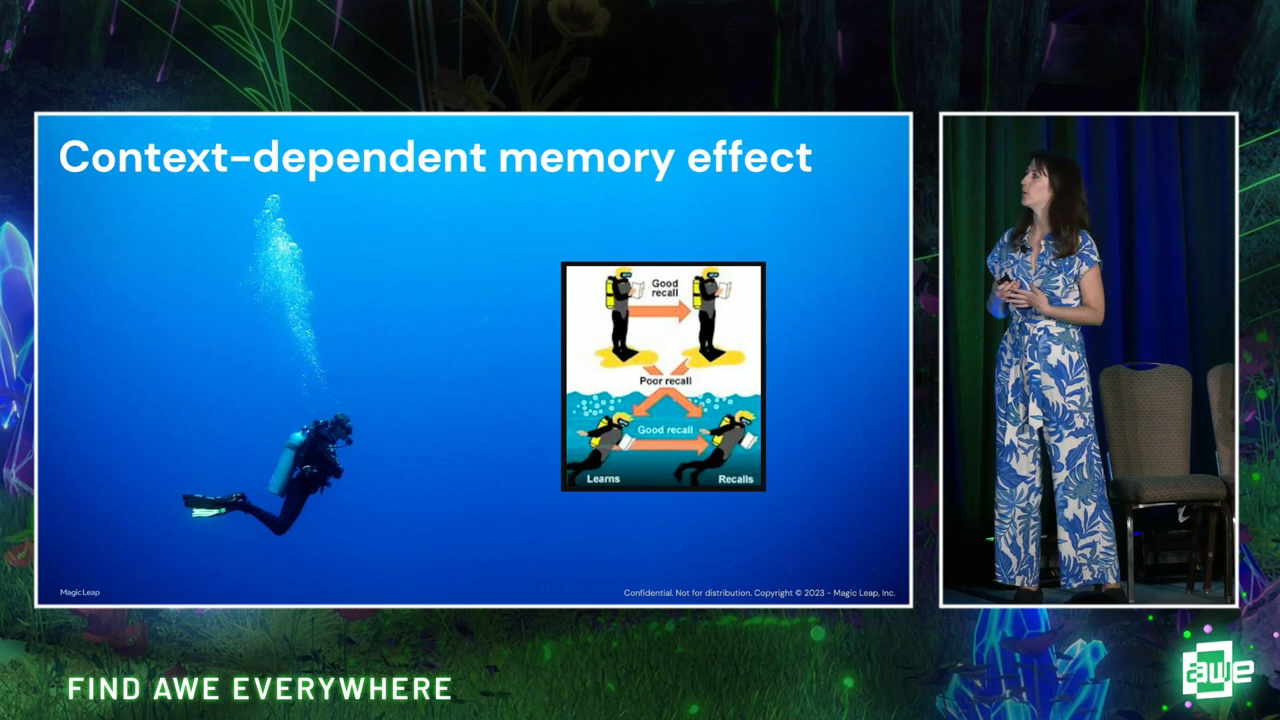 Context-dependent memory effect
Good
recall
Poor recall
Good recall
Learns
Recalls
Magic Leap
Confidential. Not for distribution. Copyright © 2023 - Magic Leap, Inc.
FIND AWE EVERYWHERE
awe